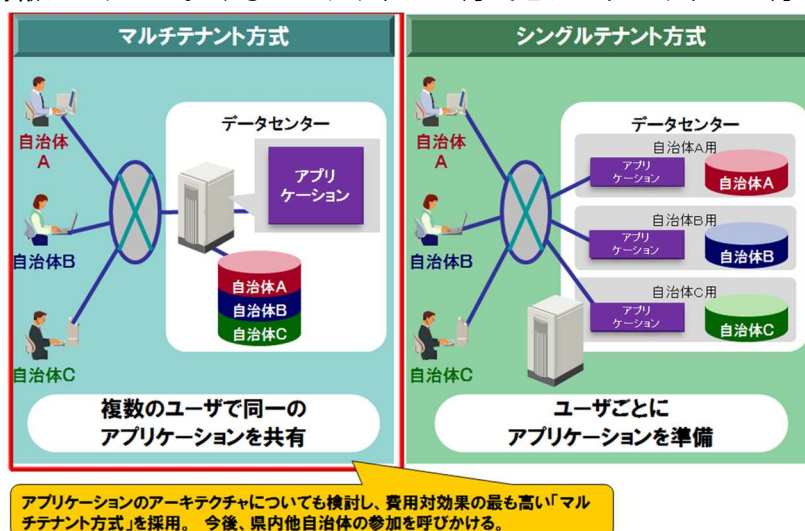 マルチテナント方式
自治体
A
自治体B
自治体C
データセンター
アプリ
ケーション
自治体A
自治体B
自治体C
複数のユーザで同一の
アプリケーションを共有
シングルテナント方式
自治体
A
自治体B
自治体C
データセンター
自治体A用
アプリ
ケーション
自治体A
自治体B用
アプリ
ケーション
自治体B
自治体C用
アプリ
ケーション
自治体C
ユーザごとに
アプリケーションを準備
アプリケーションのアーキテクチャについても検討し、費用対効果の最も高い「マル
チテナント方式」を採用。 今後、県内他自治体の参加を呼びかける。